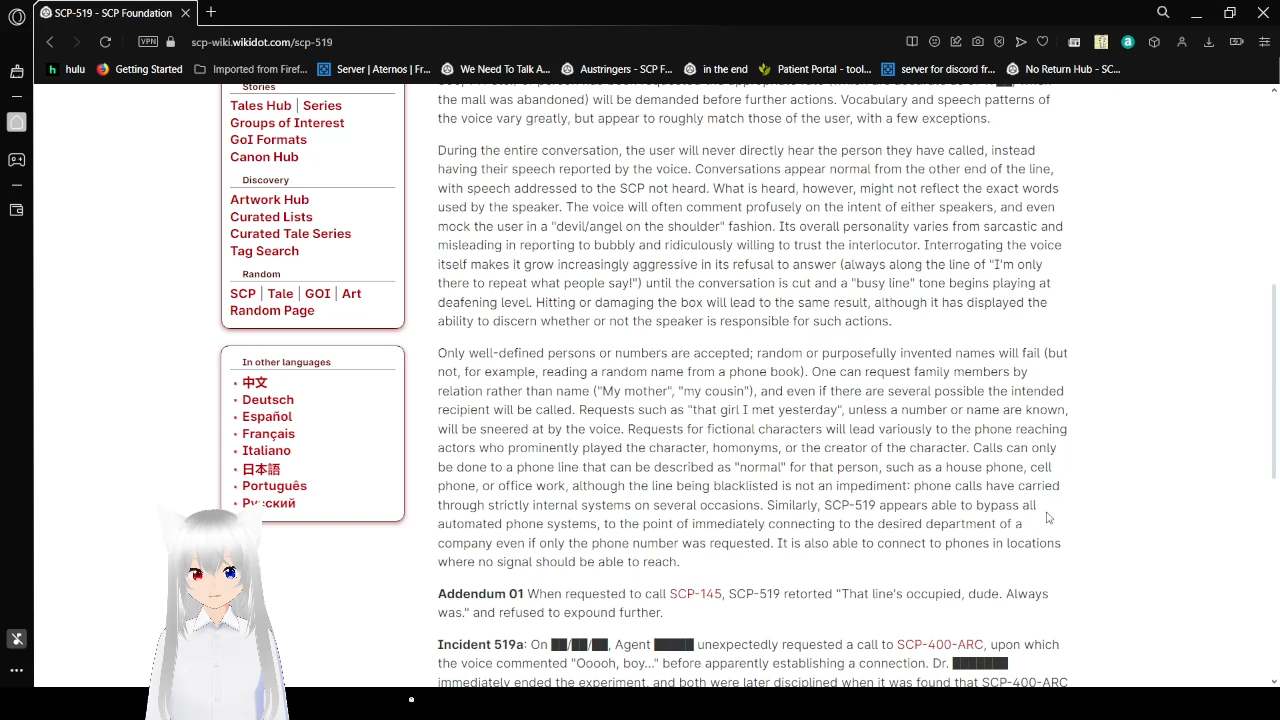 SCP-519 - SCP Foundation
VPN
scp-wiki.wikidot.com/scp-519
hulu
Getting Started
Imported from Firef...
Server | Aternos | Fr...
We Need To Talk A...
Austringers - SCP F...
in the end
Patient Portal - tool...
server for discord fr...
No Return Hub - SC...
Stories
Tales Hub | Series
Groups of Interest
GoI Formats
Canon Hub
Discovery
Artwork Hub
Curated Lists
Curated Tale Series
Tag Search
Random
SCP | Tale | GOI | Art
Random Page
In other languages
中文
Deutsch
Español
Français
Italiano
日本語
Português
Русский
the mall was abandoned) will be demanded before further actions. Vocabulary and speech patterns of
the voice vary greatly, but appear to roughly match those of the user, with a few exceptions.
During the entire conversation, the user will never directly hear the person they have called, instead
having their speech reported by the voice. Conversations appear normal from the other end of the line,
with speech addressed to the SCP not heard. What is heard, however, might not reflect the exact words
used by the speaker. The voice will often comment profusely on the intent of either speakers, and even
mock the user in a "devil/angel on the shoulder" fashion. Its overall personality varies from sarcastic and
misleading in reporting to bubbly and ridiculously willing to trust the interlocutor. Interrogating the voice
itself makes it grow increasingly aggressive in its refusal to answer (always along the line of "I'm only
there to repeat what people say!") until the conversation is cut and a "busy line" tone begins playing at
deafening level. Hitting or damaging the box will lead to the same result, although it has displayed the
ability to discern whether or not the speaker is responsible for such actions.
Only well-defined persons or numbers are accepted; random or purposefully invented names will fail (but
not, for example, reading a random name from a phone book). One can request family members by
relation rather than name ("My mother", "my cousin"), and even if there are several possible the intended
recipient will be called. Requests such as "that girl I met yesterday", unless a number or name are known,
will be sneered at by the voice. Requests for fictional characters will lead variously to the phone reaching
actors who prominently played the character, homonyms, or the creator of the character. Calls can only
be done to a phone line that can be described as "normal" for that person, such as a house phone, cell
phone, or office work, although the line being blacklisted is not an impediment: phone calls have carried
through strictly internal systems on several occasions. Similarly, SCP-519 appears able to bypass all
automated phone systems, to the point of immediately connecting to the desired department of a
company even if only the phone number was requested. It is also able to connect to phones in locations
where no signal should be able to reach.
Addendum 01 When requested to call SCP-145, SCP-519 retorted "That line's occupied, dude. Always
was." and refused to expound further.
Incident 519a: On ██/██/██, Agent █████ unexpectedly requested a call to SCP-400-ARC, upon which
the voice commented "Ooooh, boy..." before apparently establishing a connection. Dr. ███████
immediately ended the experiment, and both were later disciplined when it was found that SCP-400-ARC